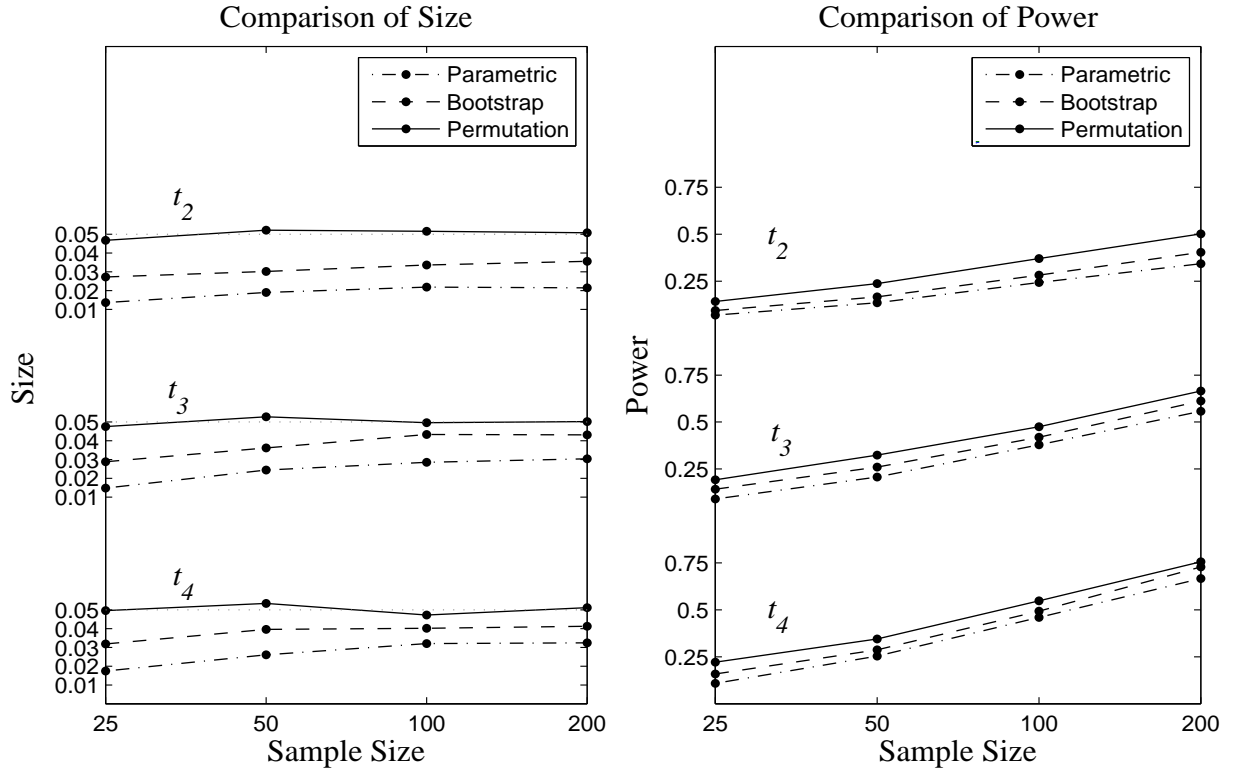 Comparison of Size
Parametric
Bootstrap
Permutation
t2
0.05
0.04
0.03
0.02
0.01
t3
0.05
0.04
0.03
0.02
0.01
t4
0.05
0.04
0.03
0.02
0.01
Size
25 50 100 200
Sample Size
Comparison of Power
Parametric
Bootstrap
Permutation
0.75
0.5
0.25
t2
0.75
0.5
0.25
t3
0.75
0.5
0.25
t4
Power
25 50 100 200
Sample Size